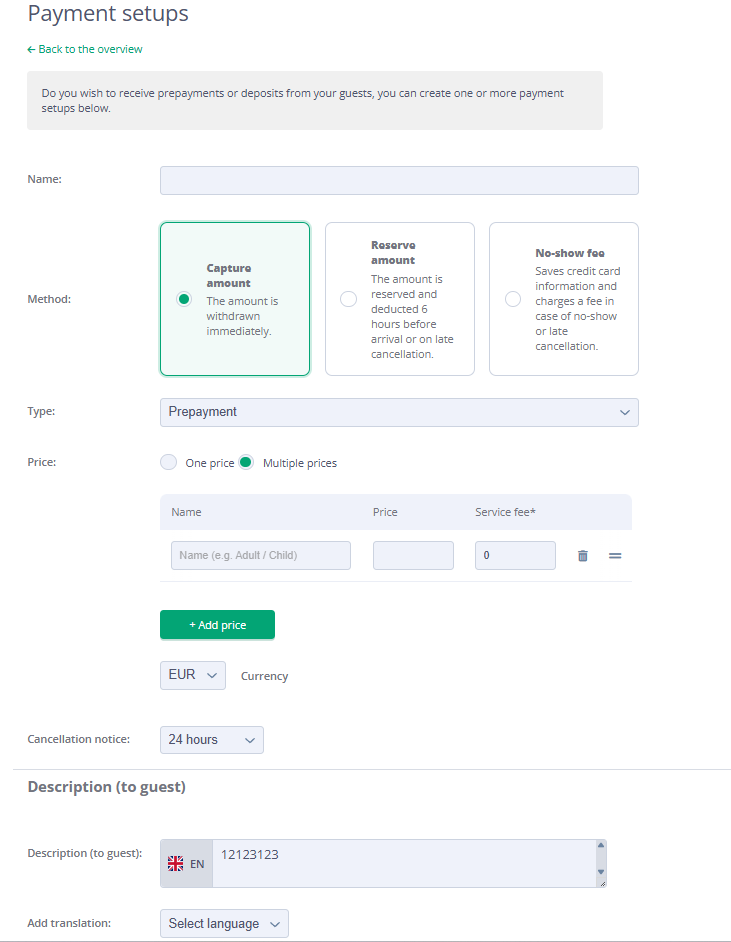 Payment setups
← Back to the overview
Do you wish to receive prepayments or deposits from your guests, you can create one or more payment
setups below.
Name:
Method:
Capture
amount
The amount is
withdrawn
immediately.
Reserve
amount
The amount is
reserved and
deducted 6
hours before
arrival or on late
cancellation.
No-show fee
Saves credit card
information and
charges a fee in
case of no-show
or late
cancellation.
Type:
Prepayment
Price:
One price
Multiple prices
Name
Price
Service fee*
Name (e.g. Adult / Child)
0
+ Add price
EUR
Currency
Cancellation notice:
24 hours
Description (to guest)
Description (to guest):
EN
12123123
Add translation:
Select language